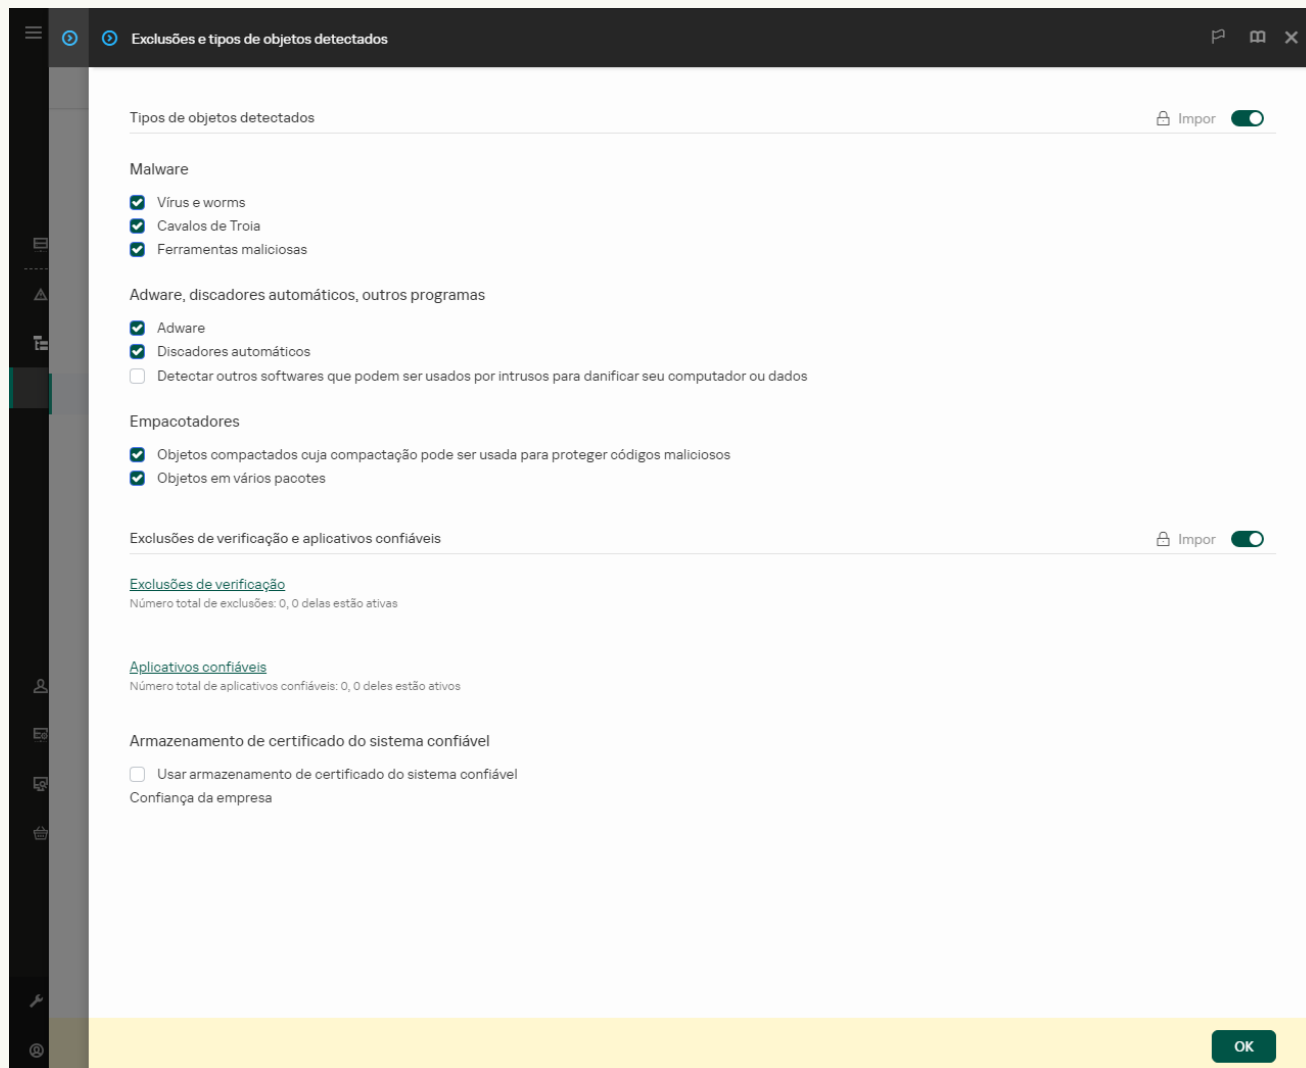 Exclusões e tipos de objetos detectados
Tipos de objetos detectados
Impor
Malware
Vírus e worms
Cavalos de Troia
Ferramentas maliciosas
Adware, discadores automáticos, outros programas
Adware
Discadores automáticos
Detectar outros softwares que podem ser usados por intrusos para danificar seu computador ou dados
Empacotadores
Objetos compactados cuja compactação pode ser usada para proteger códigos maliciosos
Objetos em vários pacotes
Exclusões de verificação e aplicativos confiáveis
Impor
Exclusões de verificação
Número total de exclusões: 0, 0 delas estão ativas
Aplicativos confiáveis
Número total de aplicativos confiáveis: 0, 0 deles estão ativos
Armazenamento de certificado do sistema confiável
Usar armazenamento de certificado do sistema confiável
Confiança da empresa
OK